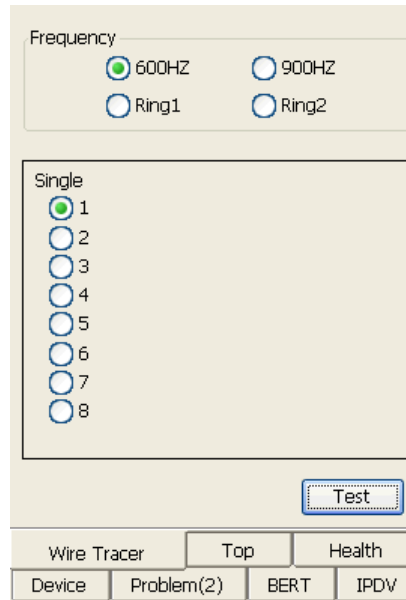 Frequency
600HZ 900HZ
Ring1 Ring2
Single
1
2
3
4
5
6
7
8
Test
Wire Tracer Top Health
Device Problem(2) BERT IPDV